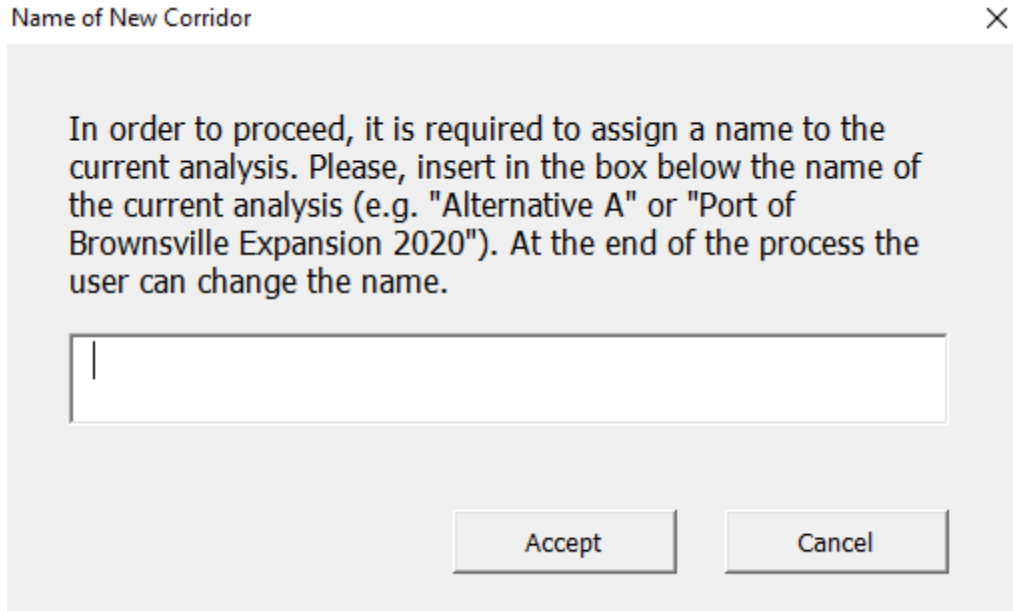 Name of New Corridor
In order to proceed, it is required to assign a name to the
current analysis. Please, insert in the box below the name of
the current analysis (e.g. "Alternative A" or "Port of
Brownsville Expansion 2020"). At the end of the process the
user can change the name.
Accept Cancel